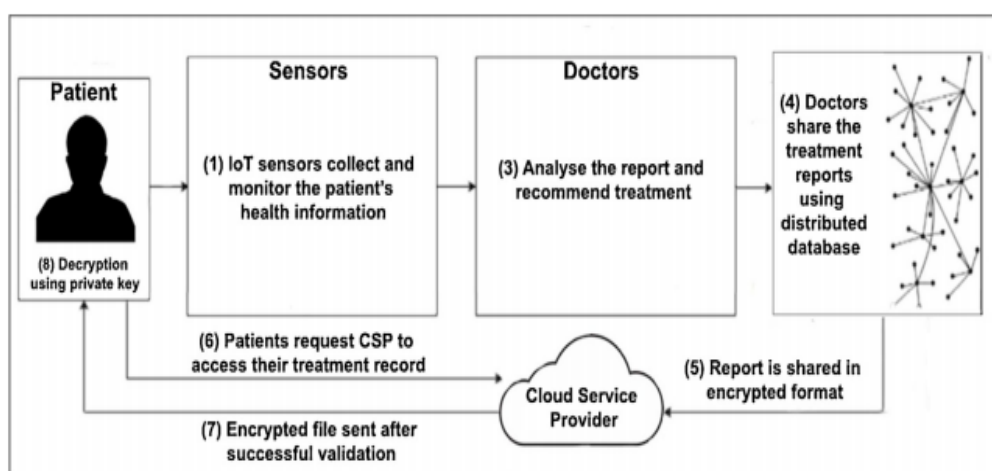 Patient
(8) Decryption
using private key
Sensors
(1) IoT sensors collect and
monitor the patient's
health information
Doctors
(3) Analyse the report and
recommend treatment
(4) Doctors
share the
treatment
reports
using
distributed
database
(5) Report is shared in
encrypted format
Cloud Service
Provider
(6) Patients request CSP to
access their treatment record
(7) Encrypted file sent after
successful validation